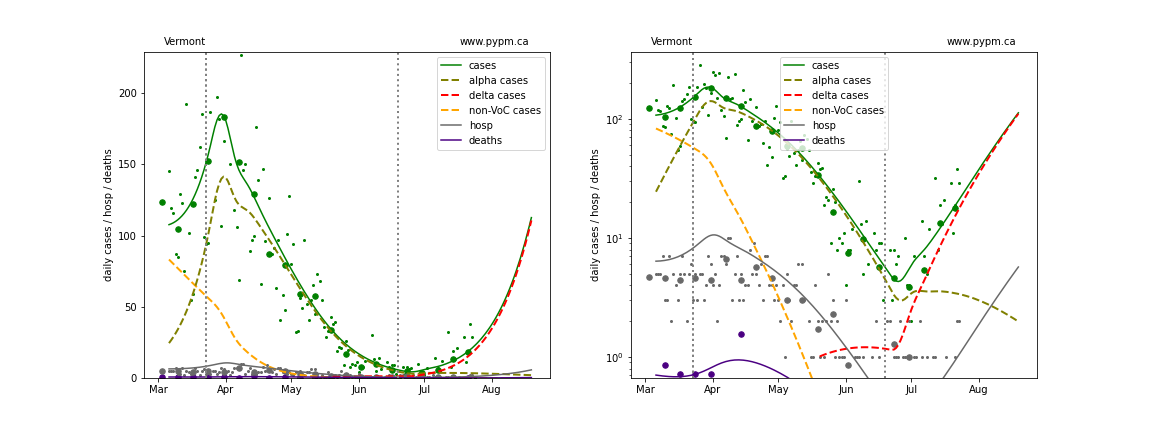 Vermont www.pypm.ca
cases
alpha cases
delta cases
non-VoC cases
hosp
deaths
daily cases / hosp / deaths
200
150
100
50
0
Mar Apr May Jun Jul Aug
Vermont www.pypm.ca
cases
alpha cases
delta cases
non-VoC cases
hosp
deaths
daily cases / hosp / deaths
10²
10¹
10⁰
Mar Apr May Jun Jul Aug